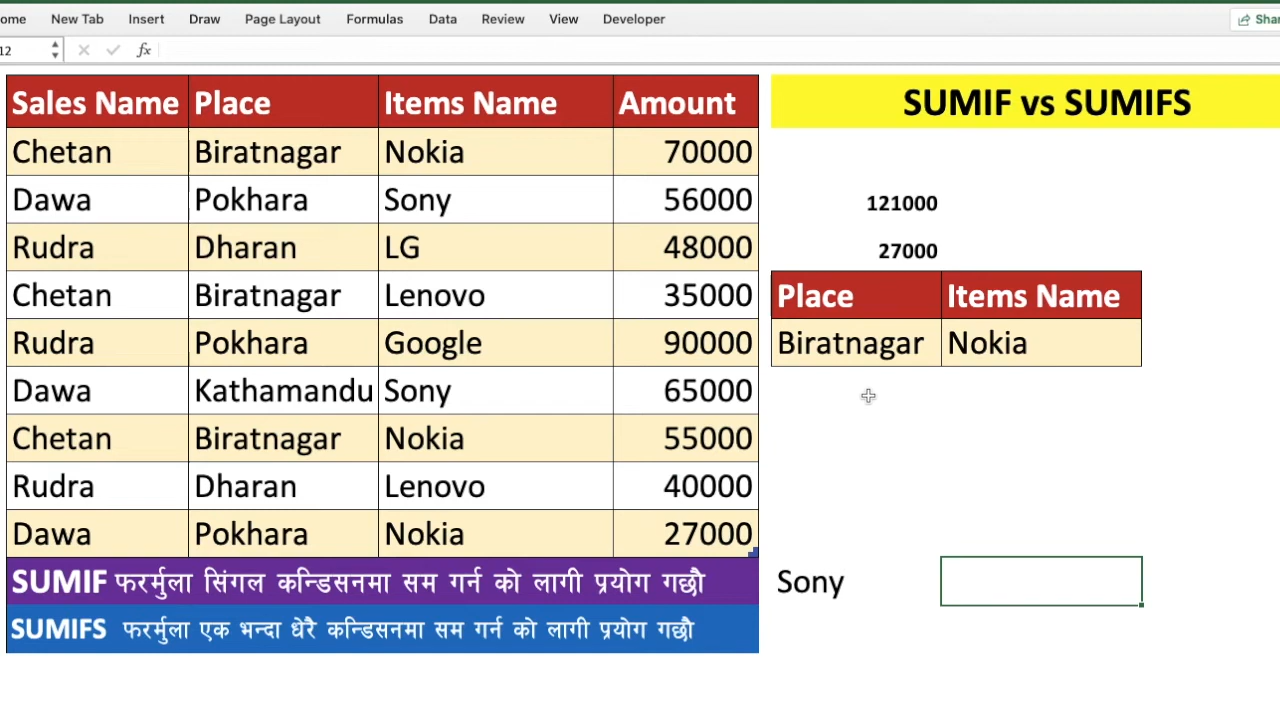 ome New Tab Insert Draw Page Layout Formulas Data Review View Developer Shar
12 fx
Sales Name Place Items Name Amount SUMIF vs SUMIFS
Chetan Biratnagar Nokia 70000
Dawa Pokhara Sony 56000 121000
Rudra Dharan LG 48000 27000
Chetan Biratnagar Lenovo 35000 Place Items Name
Rudra Pokhara Google 90000 Biratnagar Nokia
Dawa Kathamandu Sony 65000
Chetan Biratnagar Nokia 55000
Rudra Dharan Lenovo 40000
Dawa Pokhara Nokia 27000
SUMIF फरर्मुला सिंगल कन्डिसनमा सम गर्न को लागी प्रयोग गछौ Sony
SUMIFS फरर्मुला एक भन्दा धेरै कन्डिसनमा सम गर्न को लागी प्रयोग गछौ